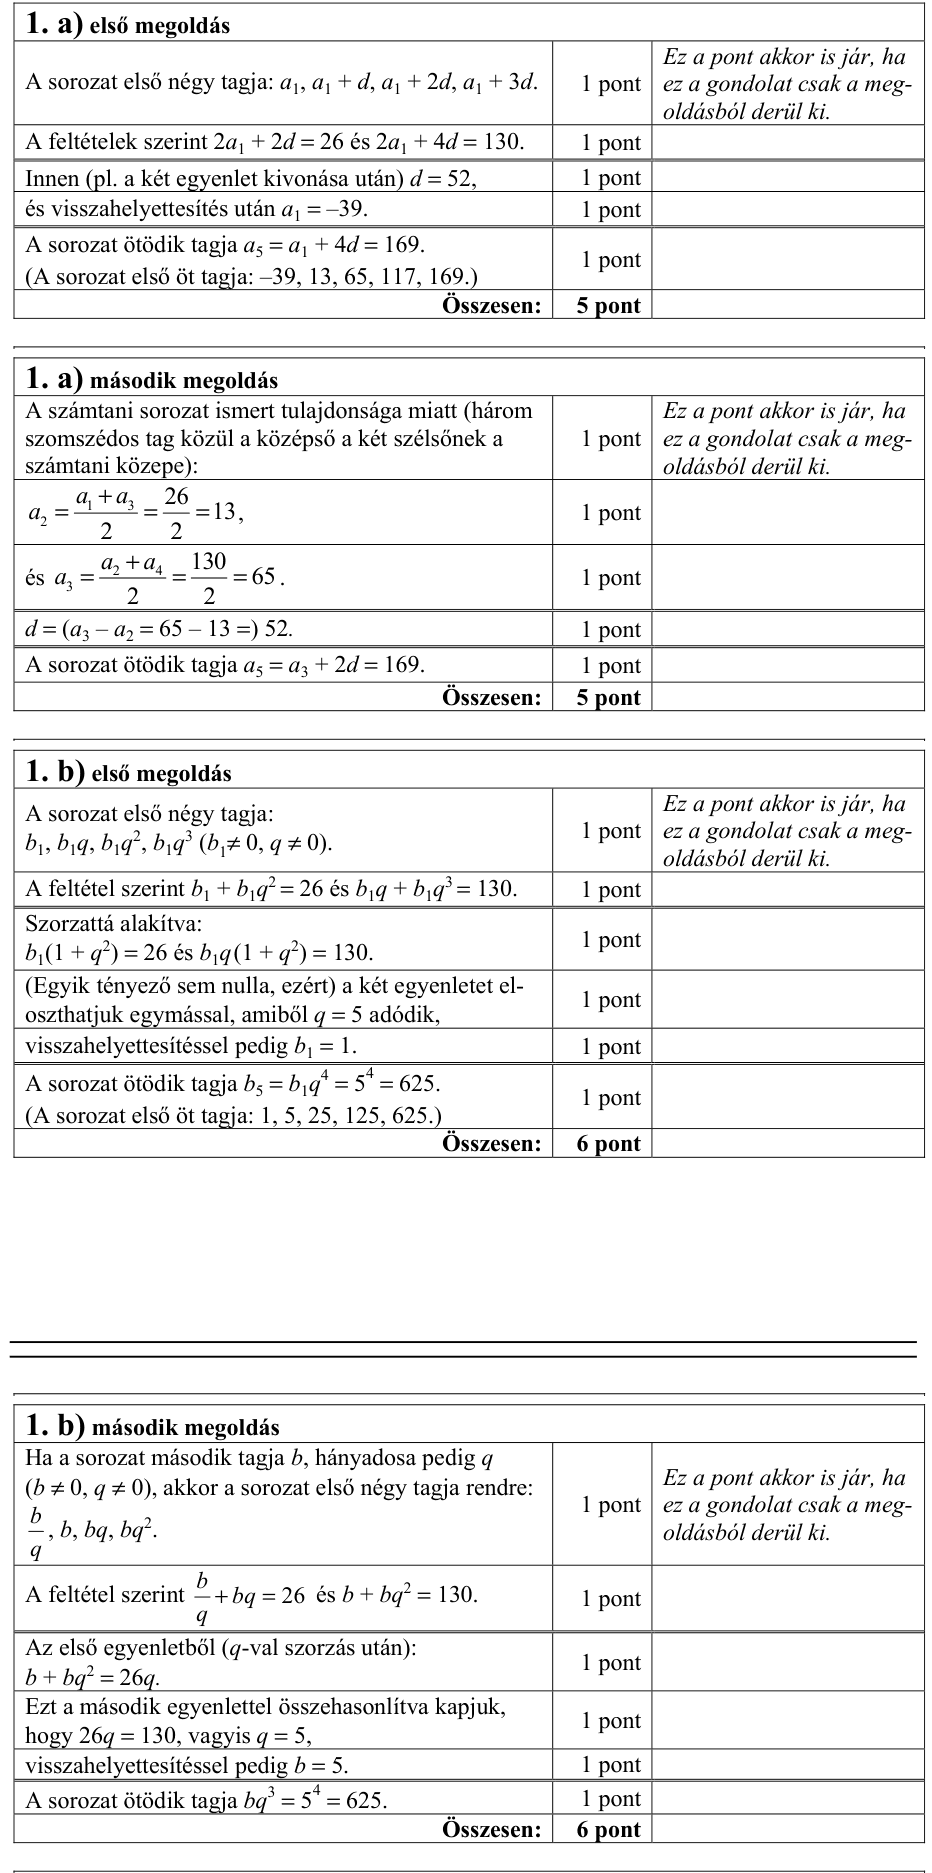 1. a) első megoldás
A sorozat első négy tagja: a₁, a₁ + d, a₁ + 2d, a₁ + 3d. 1 pont Ez a pont akkor is jár, ha
ez a gondolat csak a meg-
oldásból derül ki.
A feltételek szerint 2a₁ + 2d = 26 és 2a₁ + 4d = 130. 1 pont
Innen (pl. a két egyenlet kivonása után) d = 52, 1 pont
és visszahelyettesítés után a₁ = –39. 1 pont
A sorozat ötödik tagja a₅ = a₁ + 4d = 169.
(A sorozat első öt tagja: –39, 13, 65, 117, 169.) 1 pont
Összesen: 5 pont
1. a) második megoldás
A számtani sorozat ismert tulajdonsága miatt (három
szomszédos tag közül a középső a két szélsőnek a
számtani közepe): 1 pont
Ez a pont akkor is jár, ha
ez a gondolat csak a meg-
oldásból derül ki.
a₂ = (a₁ + a₃)/2 = 26/2 = 13, 1 pont
és a₃ = (a₂ + a₄)/2 = 130/2 = 65. 1 pont
d = (a₃ – a₂ = 65 – 13 =) 52. 1 pont
A sorozat ötödik tagja a₅ = a₃ + 2d = 169. 1 pont
Összesen: 5 pont
1. b) első megoldás
A sorozat első négy tagja:
b₁, b₁q, b₁q², b₁q³ (b₁≠ 0, q ≠ 0). 1 pont
Ez a pont akkor is jár, ha
ez a gondolat csak a meg-
oldásból derül ki.
A feltétel szerint b₁ + b₁q² = 26 és b₁q + b₁q³ = 130. 1 pont
Szorzattá alakítva:
b₁(1 + q²) = 26 és b₁q(1 + q²) = 130. 1 pont
(Egyik tényező sem nulla, ezért) a két egyenletet el-
oszthatjuk egymással, amiből q = 5 adódik, 1 pont
visszahelyettesítéssel pedig b₁ = 1. 1 pont
A sorozat ötödik tagja b₅ = b₁q⁴ = 5⁴ = 625.
(A sorozat első öt tagja: 1, 5, 25, 125, 625.) 1 pont
Összesen: 6 pont
1. b) második megoldás
Ha a sorozat második tagja b, hányadosa pedig q
(b ≠ 0, q ≠ 0), akkor a sorozat első négy tagja rendre:
b/q, b, bq, bq². 1 pont
Ez a pont akkor is jár, ha
ez a gondolat csak a meg-
oldásból derül ki.
A feltétel szerint b/q + bq = 26 és b + bq² = 130. 1 pont
Az első egyenletből (q-val szorzás után):
b + bq² = 26q. 1 pont
Ezt a második egyenlettel összehasonlítva kapjuk,
hogy 26q = 130, vagyis q = 5, 1 pont
visszahelyettesítéssel pedig b = 5. 1 pont
A sorozat ötödik tagja bq³ = 5⁴ = 625. 1 pont
Összesen: 6 pont